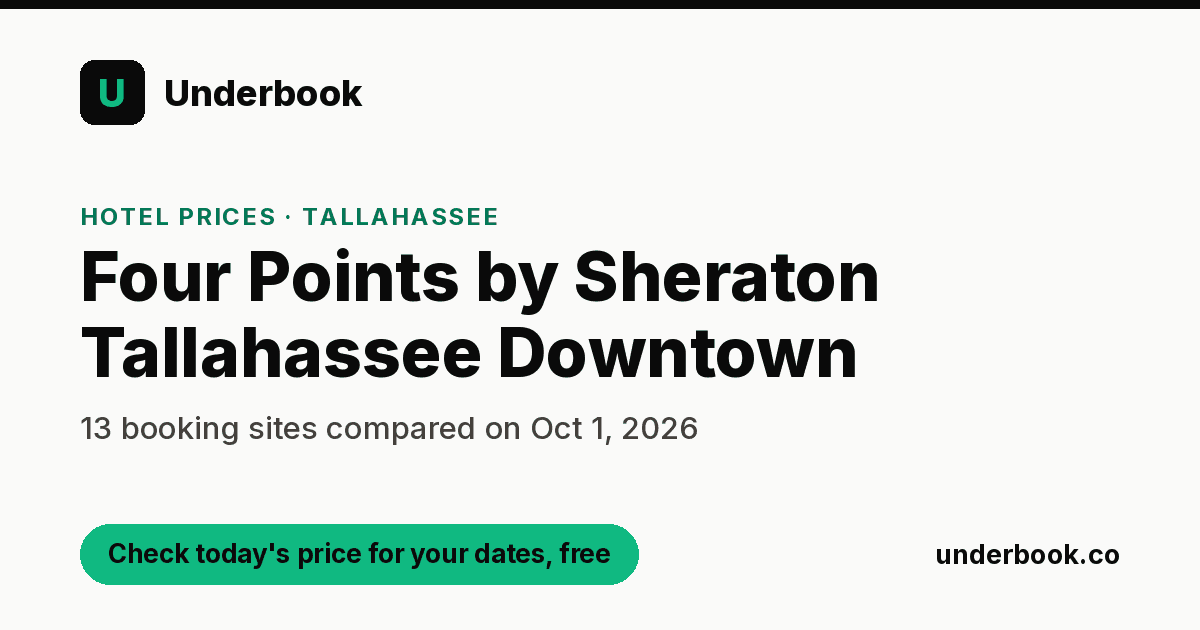 U Underbook
HOTEL PRICES · TALLAHASSEE
Four Points by Sheraton
Tallahassee Downtown
13 booking sites compared on Oct 1, 2026
Check today's price for your dates, free
underbook.co